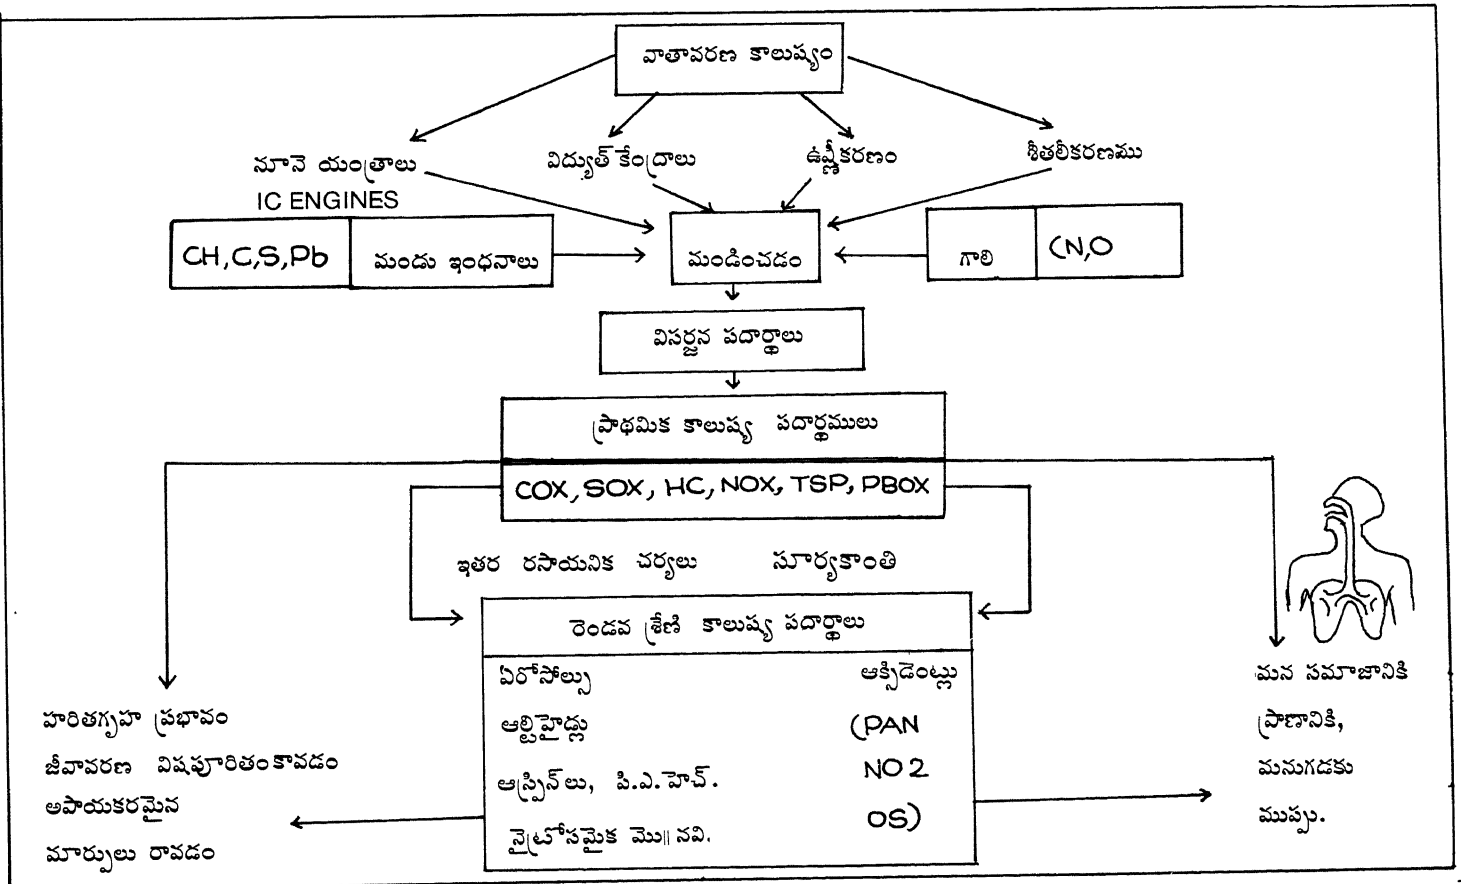 వాతావరణ కాలుష్యం
నూనె యంత్రాలు
IC ENGINES
విద్యుత్ కేంద్రాలు
ఉష్ణీకరణం
శీతలీకరణము
CH,C,S,Pb
మండు ఇంధనాలు
మండించడం
గాలి
(N,O
విసర్జన పదార్థాలు
ప్రాథమిక కాలుష్య పదార్థములు
COX, SOX, HC, NOX, TSP, PBOX
ఇతర రసాయనిక చర్యలు
సూర్యకాంతి
రెండవ శ్రేణి కాలుష్య పదార్థాలు
ఏరోసోల్సు
ఆల్టిహైడ్లు
ఆస్ప్రిన్‌లు, పి.ఎ.హెచ్.
నైట్రోసమైక మొ॥ నవి.
ఆక్సిడెంట్లు
(PAN
NO2
OS)
హరితగృహ ప్రభావం
జీవావరణ విషపూరితంకావడం
అపాయకరమైన
మార్పులు రావడం
మన సమాజానికి
ప్రాణానికి,
మనుగడకు
ముప్పు.